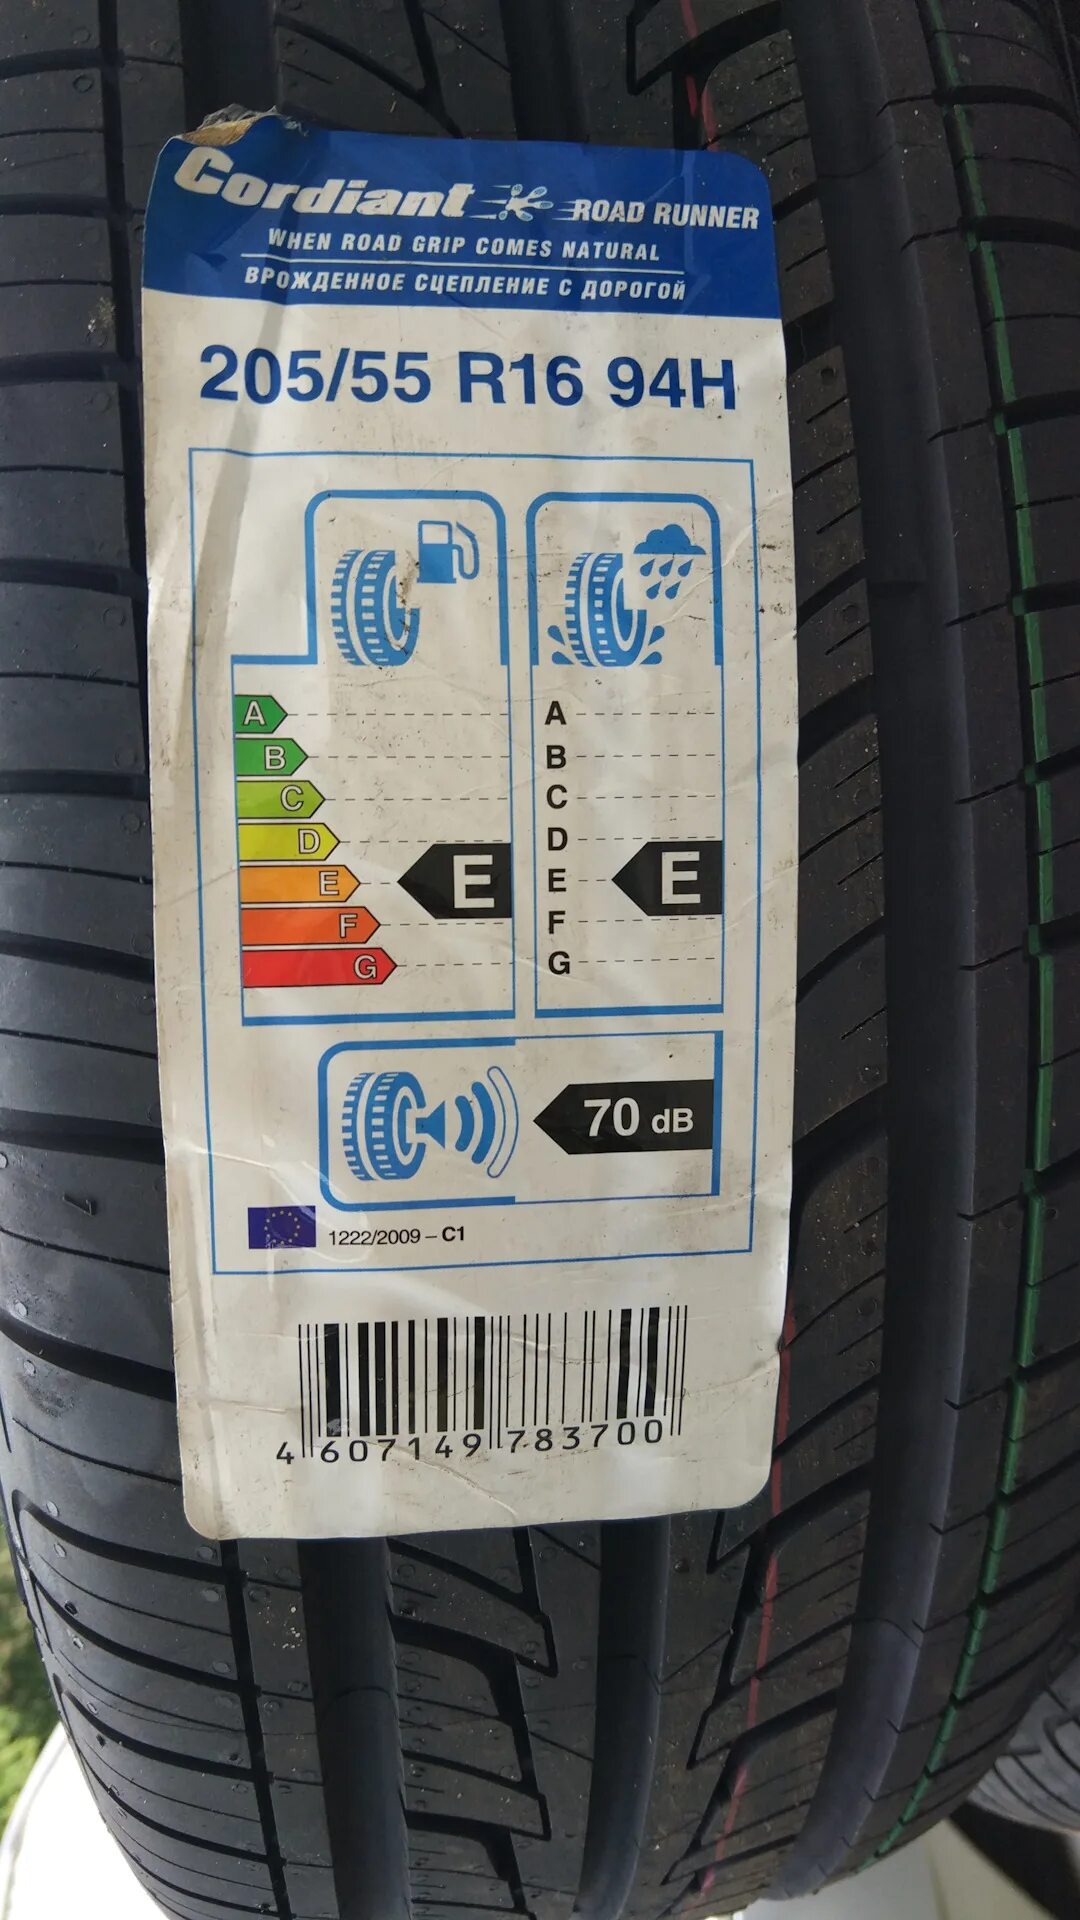 Cordiant ROAD RUNNER
WHEN ROAD GRIP COMES NATURAL
ВРОЖДЕННОЕ СЦЕПЛЕНИЕ С ДОРОГОЙ
205/55 R16 94H
A A
B B
C C
D D
E E E E
F F
G G
70 dB
1222/2009 – C1
4 607149 783700